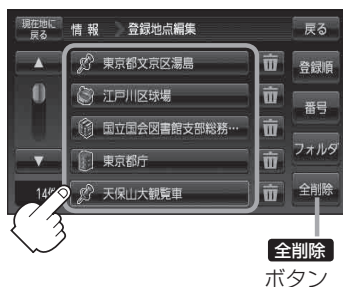 現在地に
戻る
情報 登録地点編集
戻る
東京都文京区湯島
登録順
江戸川区球場
番号
国立国会図書館支部総務…
フォルダ
東京都庁
14件
天保山大観覧車
全削除
全削除
ボタン